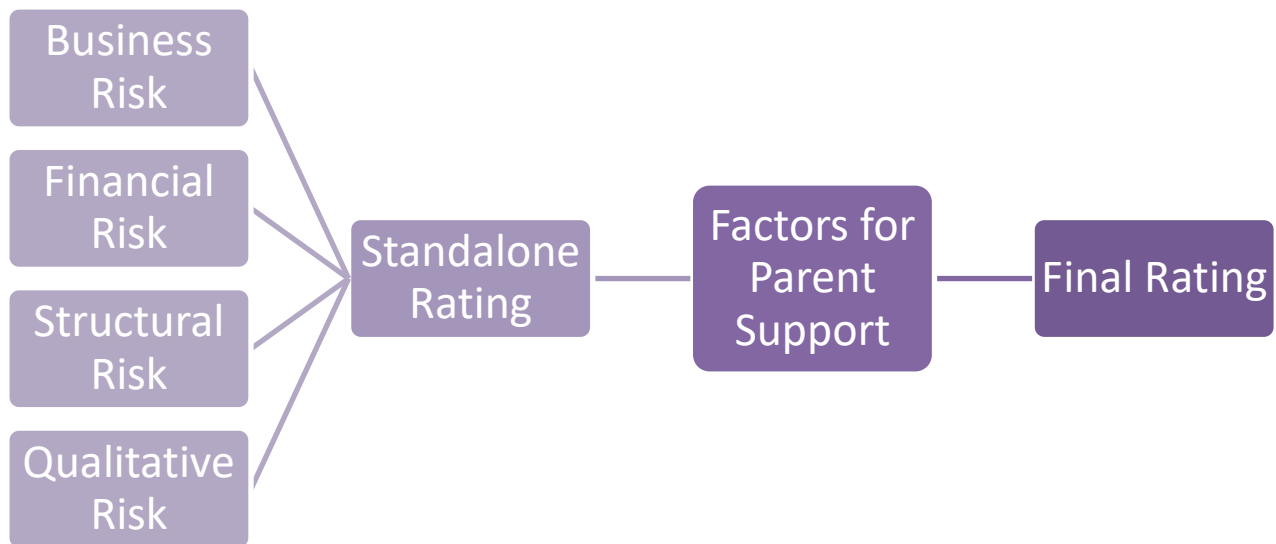 Business
Risk
Financial
Risk
Structural
Risk
Qualitative
Risk
Standalone
Rating
Factors for
Parent
Support
Final Rating